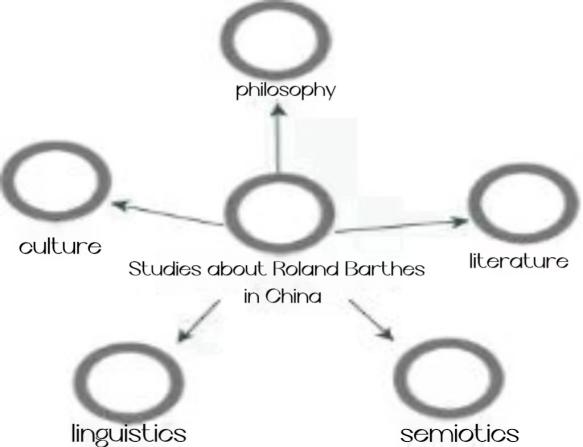 philosophy
culture
literature
Studies about Roland Barthes
in China
linguistics
semiotics